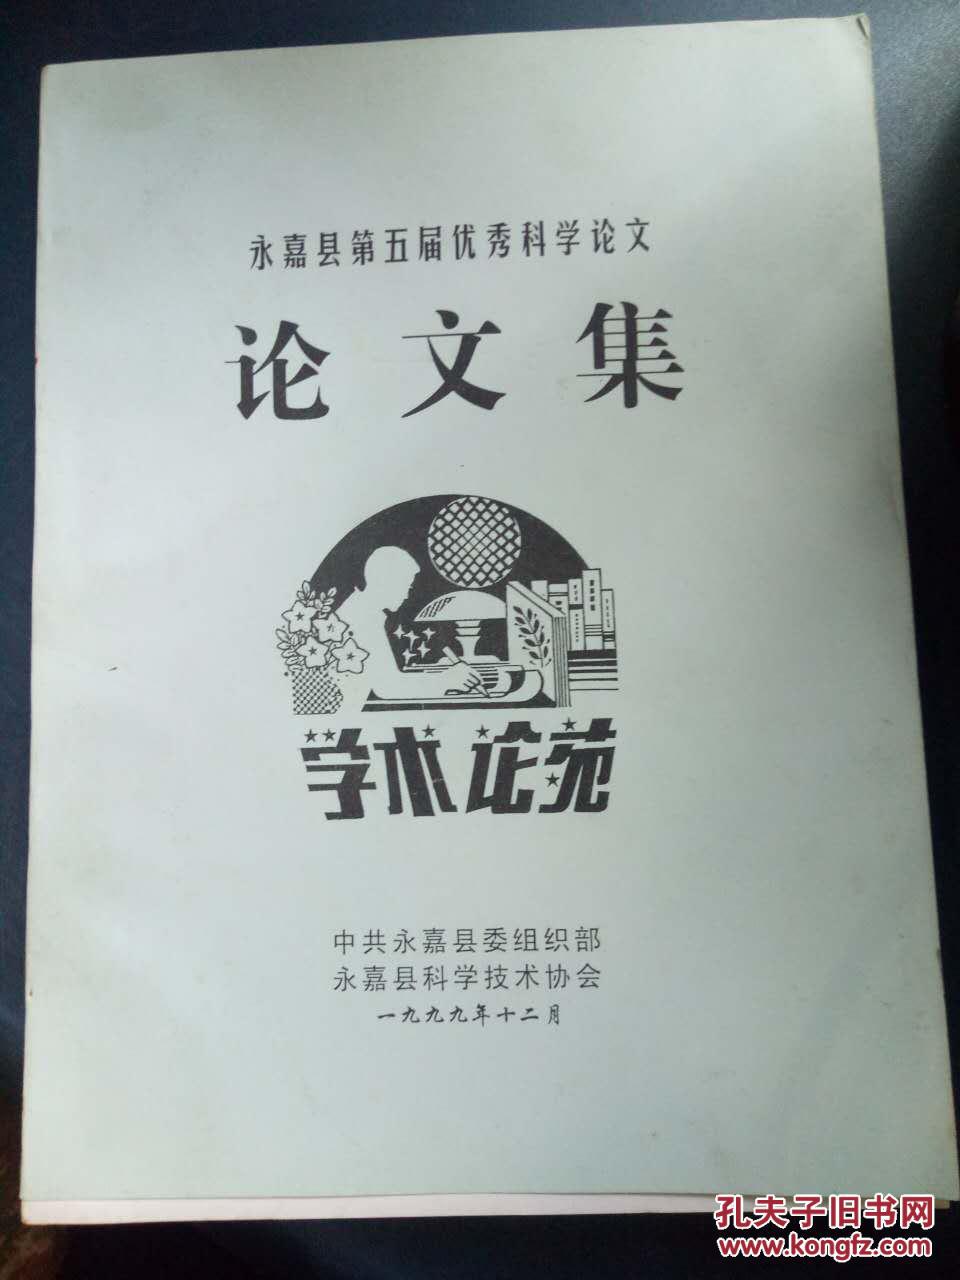 永嘉县第五届优秀科学论文
论文集
学术论苑
中共永嘉县委组织部
永嘉县科学技术协会
一九九九年十二月
孔夫子旧书网
www.kongfz.com